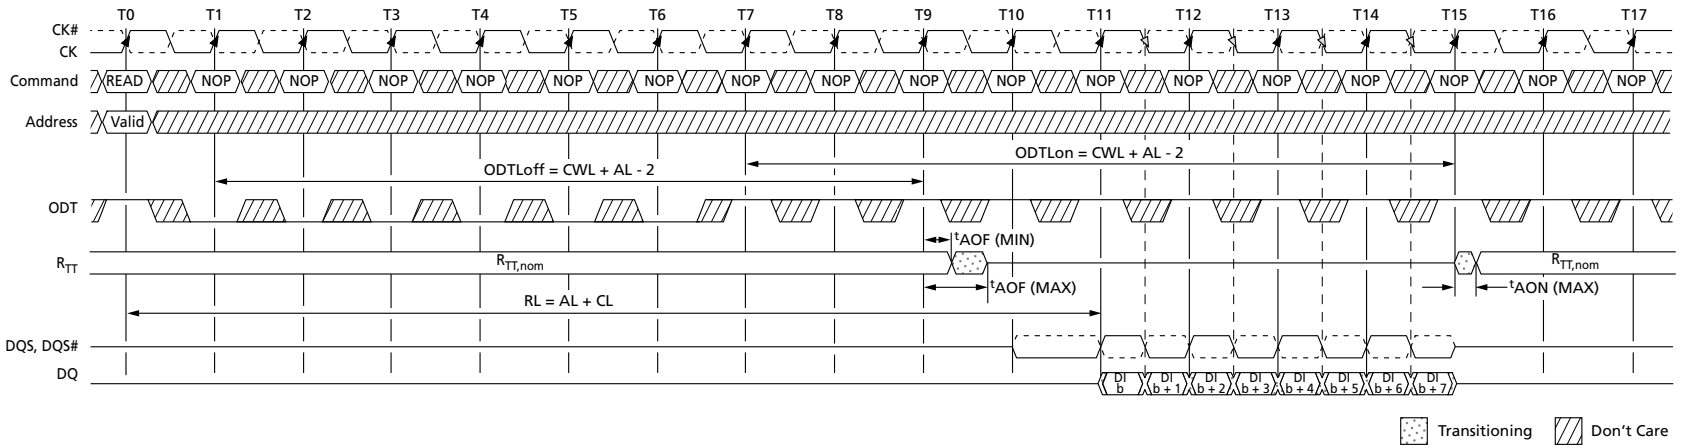 T0 T1 T2 T3 T4 T5 T6 T7 T8 T9 T10 T11 T12 T13 T14 T15 T16 T17
CK#
CK
Command READ NOP NOP NOP NOP NOP NOP NOP NOP NOP NOP NOP NOP NOP NOP NOP NOP NOP
Address Valid
ODTLon = CWL + AL - 2
ODTLoff = CWL + AL - 2
ODT
tAOF (MIN)
RTT RTT,nom RTT,nom
tAOF (MAX) tAON (MAX)
RL = AL + CL
DQS, DQS#
DQ
DI b DI b + 1 DI b + 2 DI b + 3 DI b + 4 DI b + 5 DI b + 6 DI b + 7
Transitioning Don't Care